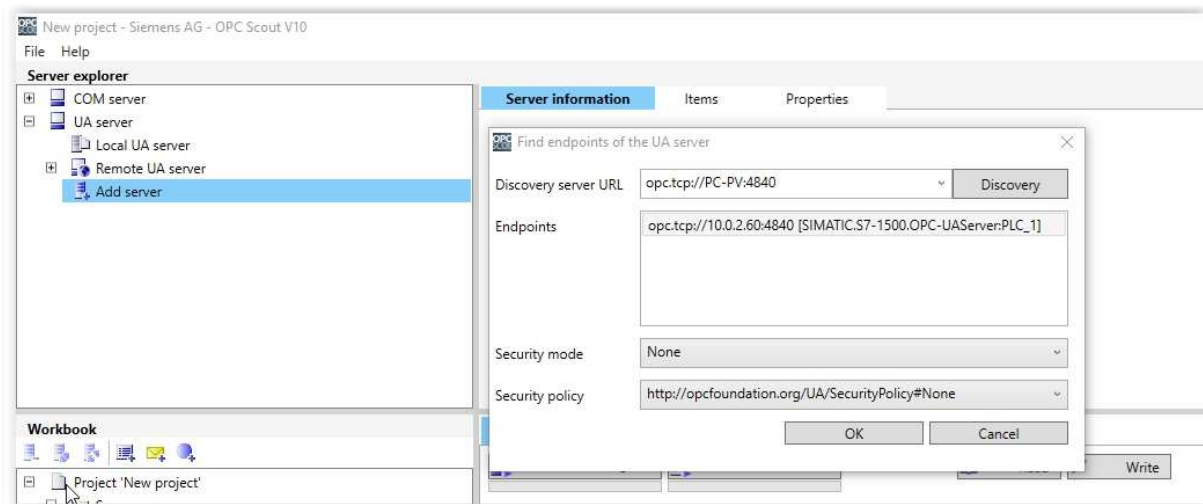 New project - Siemens AG - OPC Scout V10
File Help
Server explorer
COM server
UA server
Local UA server
Remote UA server
Add server
Server information Items Properties
Find endpoints of the UA server
Discovery server URL opc.tcp://PC-PV:4840 Discovery
Endpoints opc.tcp://10.0.2.60:4840 [SIMATIC.S7-1500.OPC-UAServer:PLC_1]
Security mode None
Security policy http://opcfoundation.org/UA/SecurityPolicy#None
OK Cancel
Workbook
Write
Project 'New project'